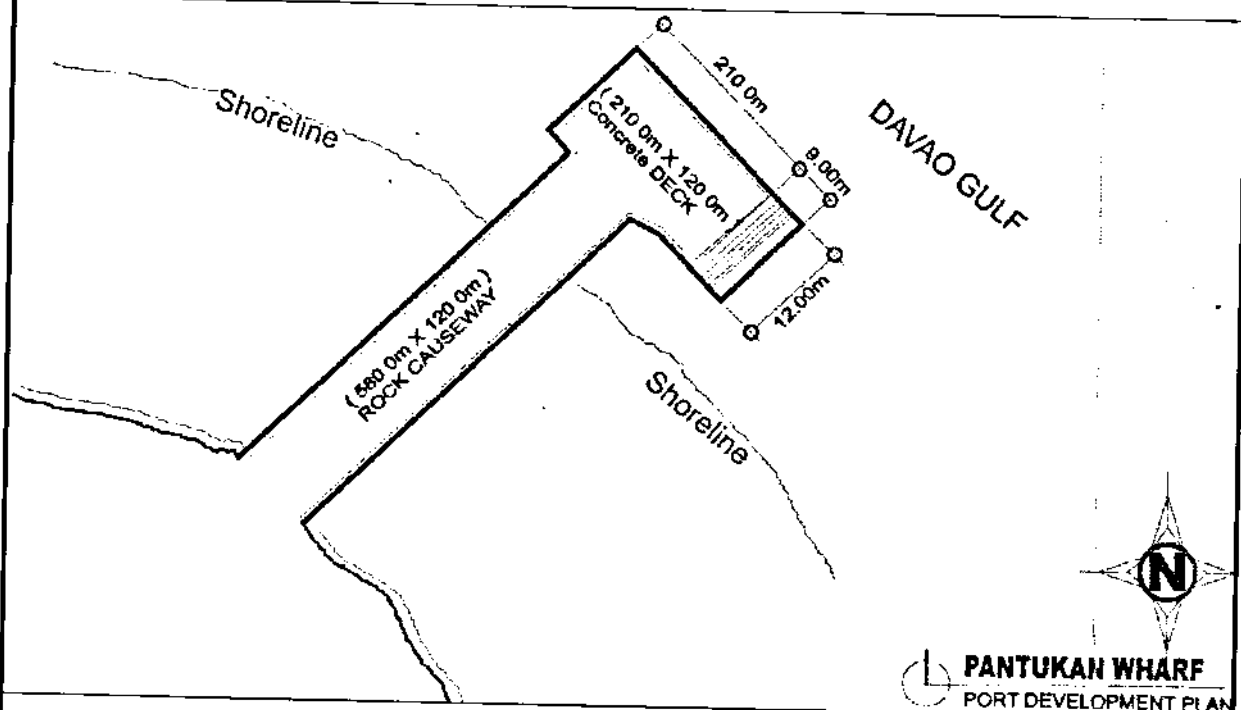 Shoreline
210 0m
9.00m
DAVAO GULF
( 210 0m X 120 0m )
Concrete DECK
12.00m
( 580 0m X 120 0m )
ROCK CAUSEWAY
Shoreline
N
PANTUKAN WHARF
PORT DEVELOPMENT PLAN